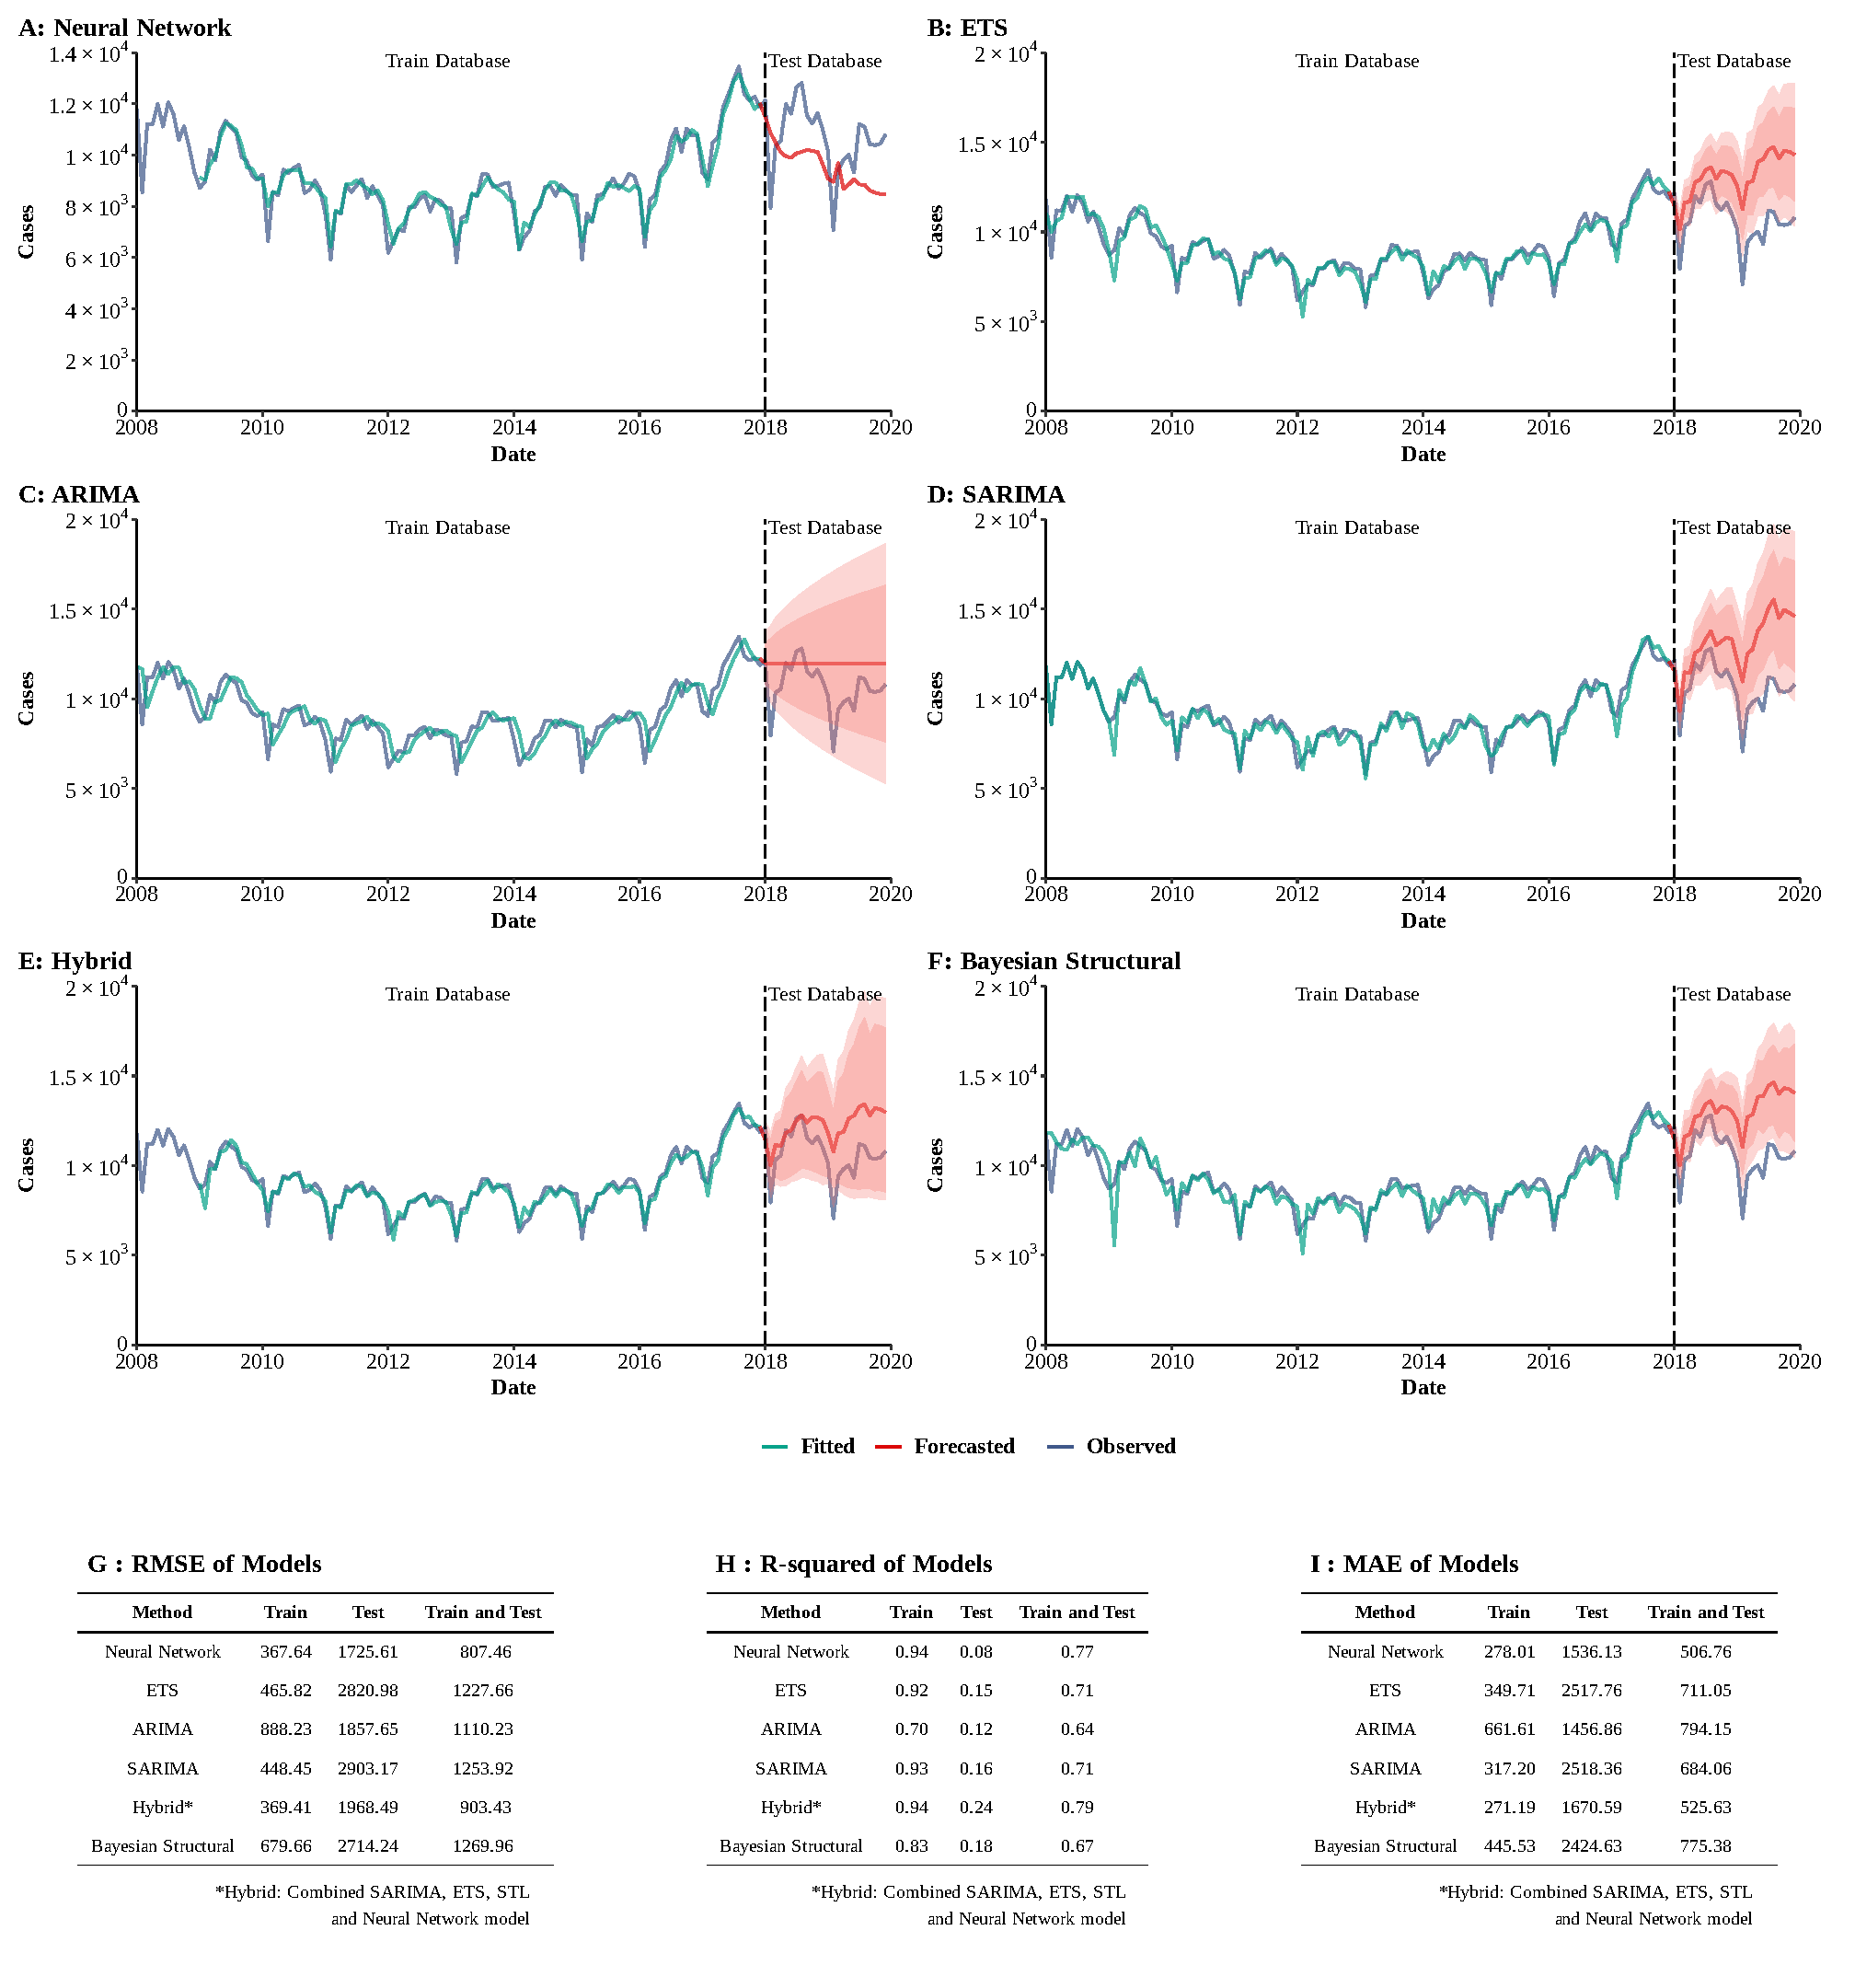 A: Neural Network
Train Database
Test Database
1.4 × 10^4
1.2 × 10^4
1 × 10^4
8 × 10^3
6 × 10^3
4 × 10^3
2 × 10^3
0
Cases
2008 2010 2012 2014 2016 2018 2020
Date
B: ETS
Train Database
Test Database
2 × 10^4
1.5 × 10^4
1 × 10^4
5 × 10^3
0
Cases
2008 2010 2012 2014 2016 2018 2020
Date
C: ARIMA
Train Database
Test Database
2 × 10^4
1.5 × 10^4
1 × 10^4
5 × 10^3
0
Cases
2008 2010 2012 2014 2016 2018 2020
Date
D: SARIMA
Train Database
Test Database
2 × 10^4
1.5 × 10^4
1 × 10^4
5 × 10^3
0
Cases
2008 2010 2012 2014 2016 2018 2020
Date
E: Hybrid
Train Database
Test Database
2 × 10^4
1.5 × 10^4
1 × 10^4
5 × 10^3
0
Cases
2008 2010 2012 2014 2016 2018 2020
Date
F: Bayesian Structural
Train Database
Test Database
2 × 10^4
1.5 × 10^4
1 × 10^4
5 × 10^3
0
Cases
2008 2010 2012 2014 2016 2018 2020
Date
Fitted Forecasted Observed
G : RMSE of Models
Method Train Test Train and Test
Neural Network 367.64 1725.61 807.46
ETS 465.82 2820.98 1227.66
ARIMA 888.23 1857.65 1110.23
SARIMA 448.45 2903.17 1253.92
Hybrid* 369.41 1968.49 903.43
Bayesian Structural 679.66 2714.24 1269.96
*Hybrid: Combined SARIMA, ETS, STL
and Neural Network model
H : R-squared of Models
Method Train Test Train and Test
Neural Network 0.94 0.08 0.77
ETS 0.92 0.15 0.71
ARIMA 0.70 0.12 0.64
SARIMA 0.93 0.16 0.71
Hybrid* 0.94 0.24 0.79
Bayesian Structural 0.83 0.18 0.67
*Hybrid: Combined SARIMA, ETS, STL
and Neural Network model
I : MAE of Models
Method Train Test Train and Test
Neural Network 278.01 1536.13 506.76
ETS 349.71 2517.76 711.05
ARIMA 661.61 1456.86 794.15
SARIMA 317.20 2518.36 684.06
Hybrid* 271.19 1670.59 525.63
Bayesian Structural 445.53 2424.63 775.38
*Hybrid: Combined SARIMA, ETS, STL
and Neural Network model